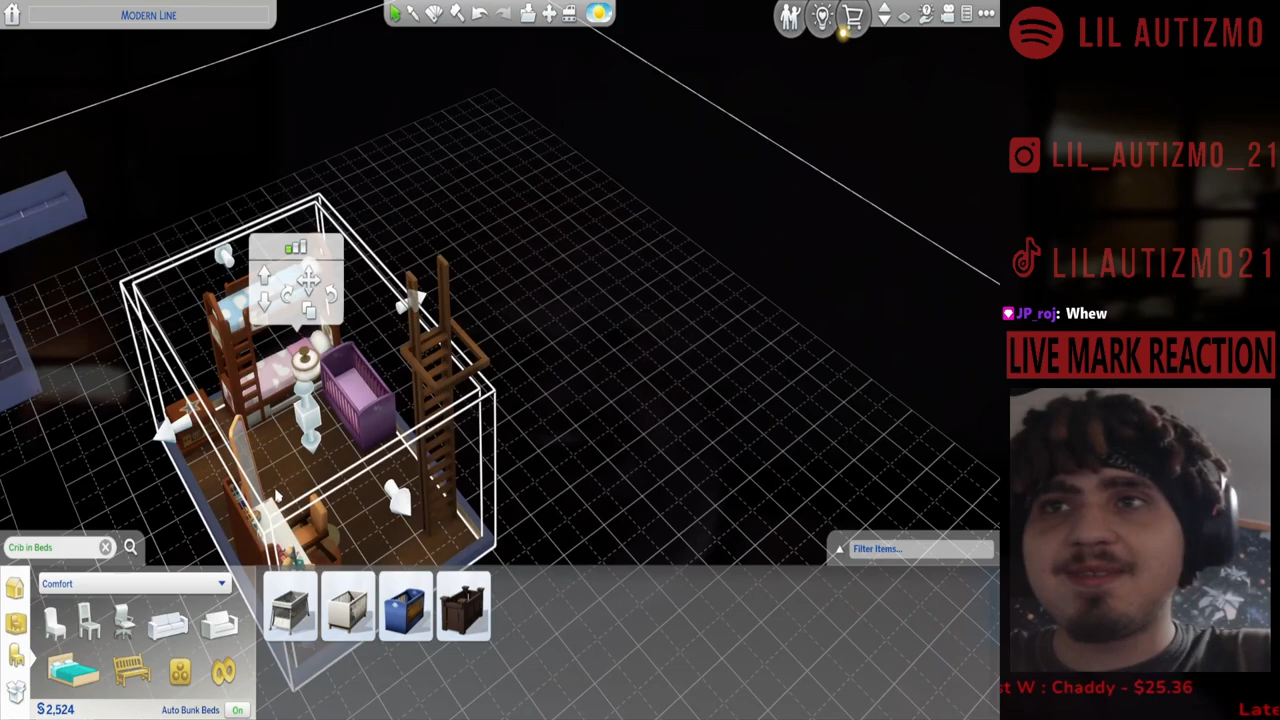 MODERN LINE
LIL AUTIZMO
LIL_AUTIZMO_21
LILAUTIZMO21
JP_roj: Whew
LIVE MARK REACTION
Crib in Beds
Filter Items...
Comfort
$2,524
Auto Bunk Beds On
st W : Chaddy - $25.36
Late